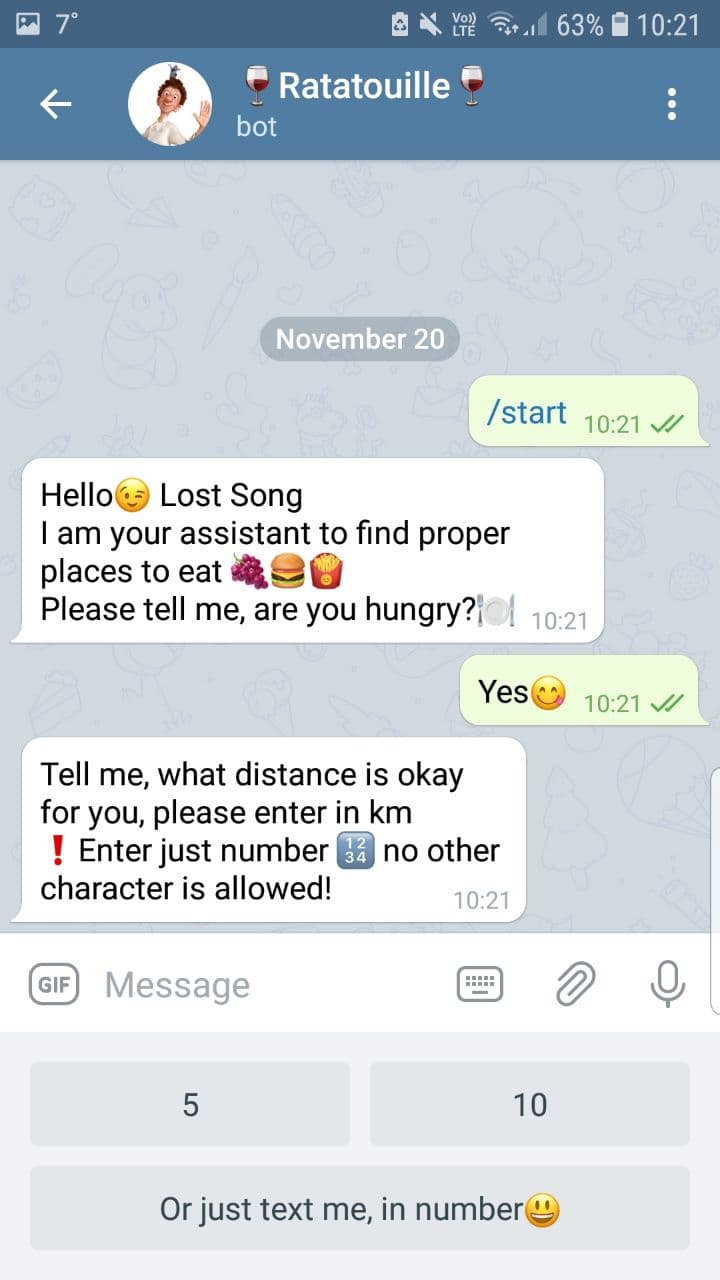 7° Vo)) LTE 63% 10:21
🍷Ratatouille🍷
bot
November 20
/start 10:21
Hello😉 Lost Song
I am your assistant to find proper
places to eat 🍇🍔🍟
Please tell me, are you hungry?🍽 10:21
Yes😋 10:21
Tell me, what distance is okay
for you, please enter in km
❗ Enter just number 🔢 no other
character is allowed! 10:21
GIF Message
5
10
Or just text me, in number😃